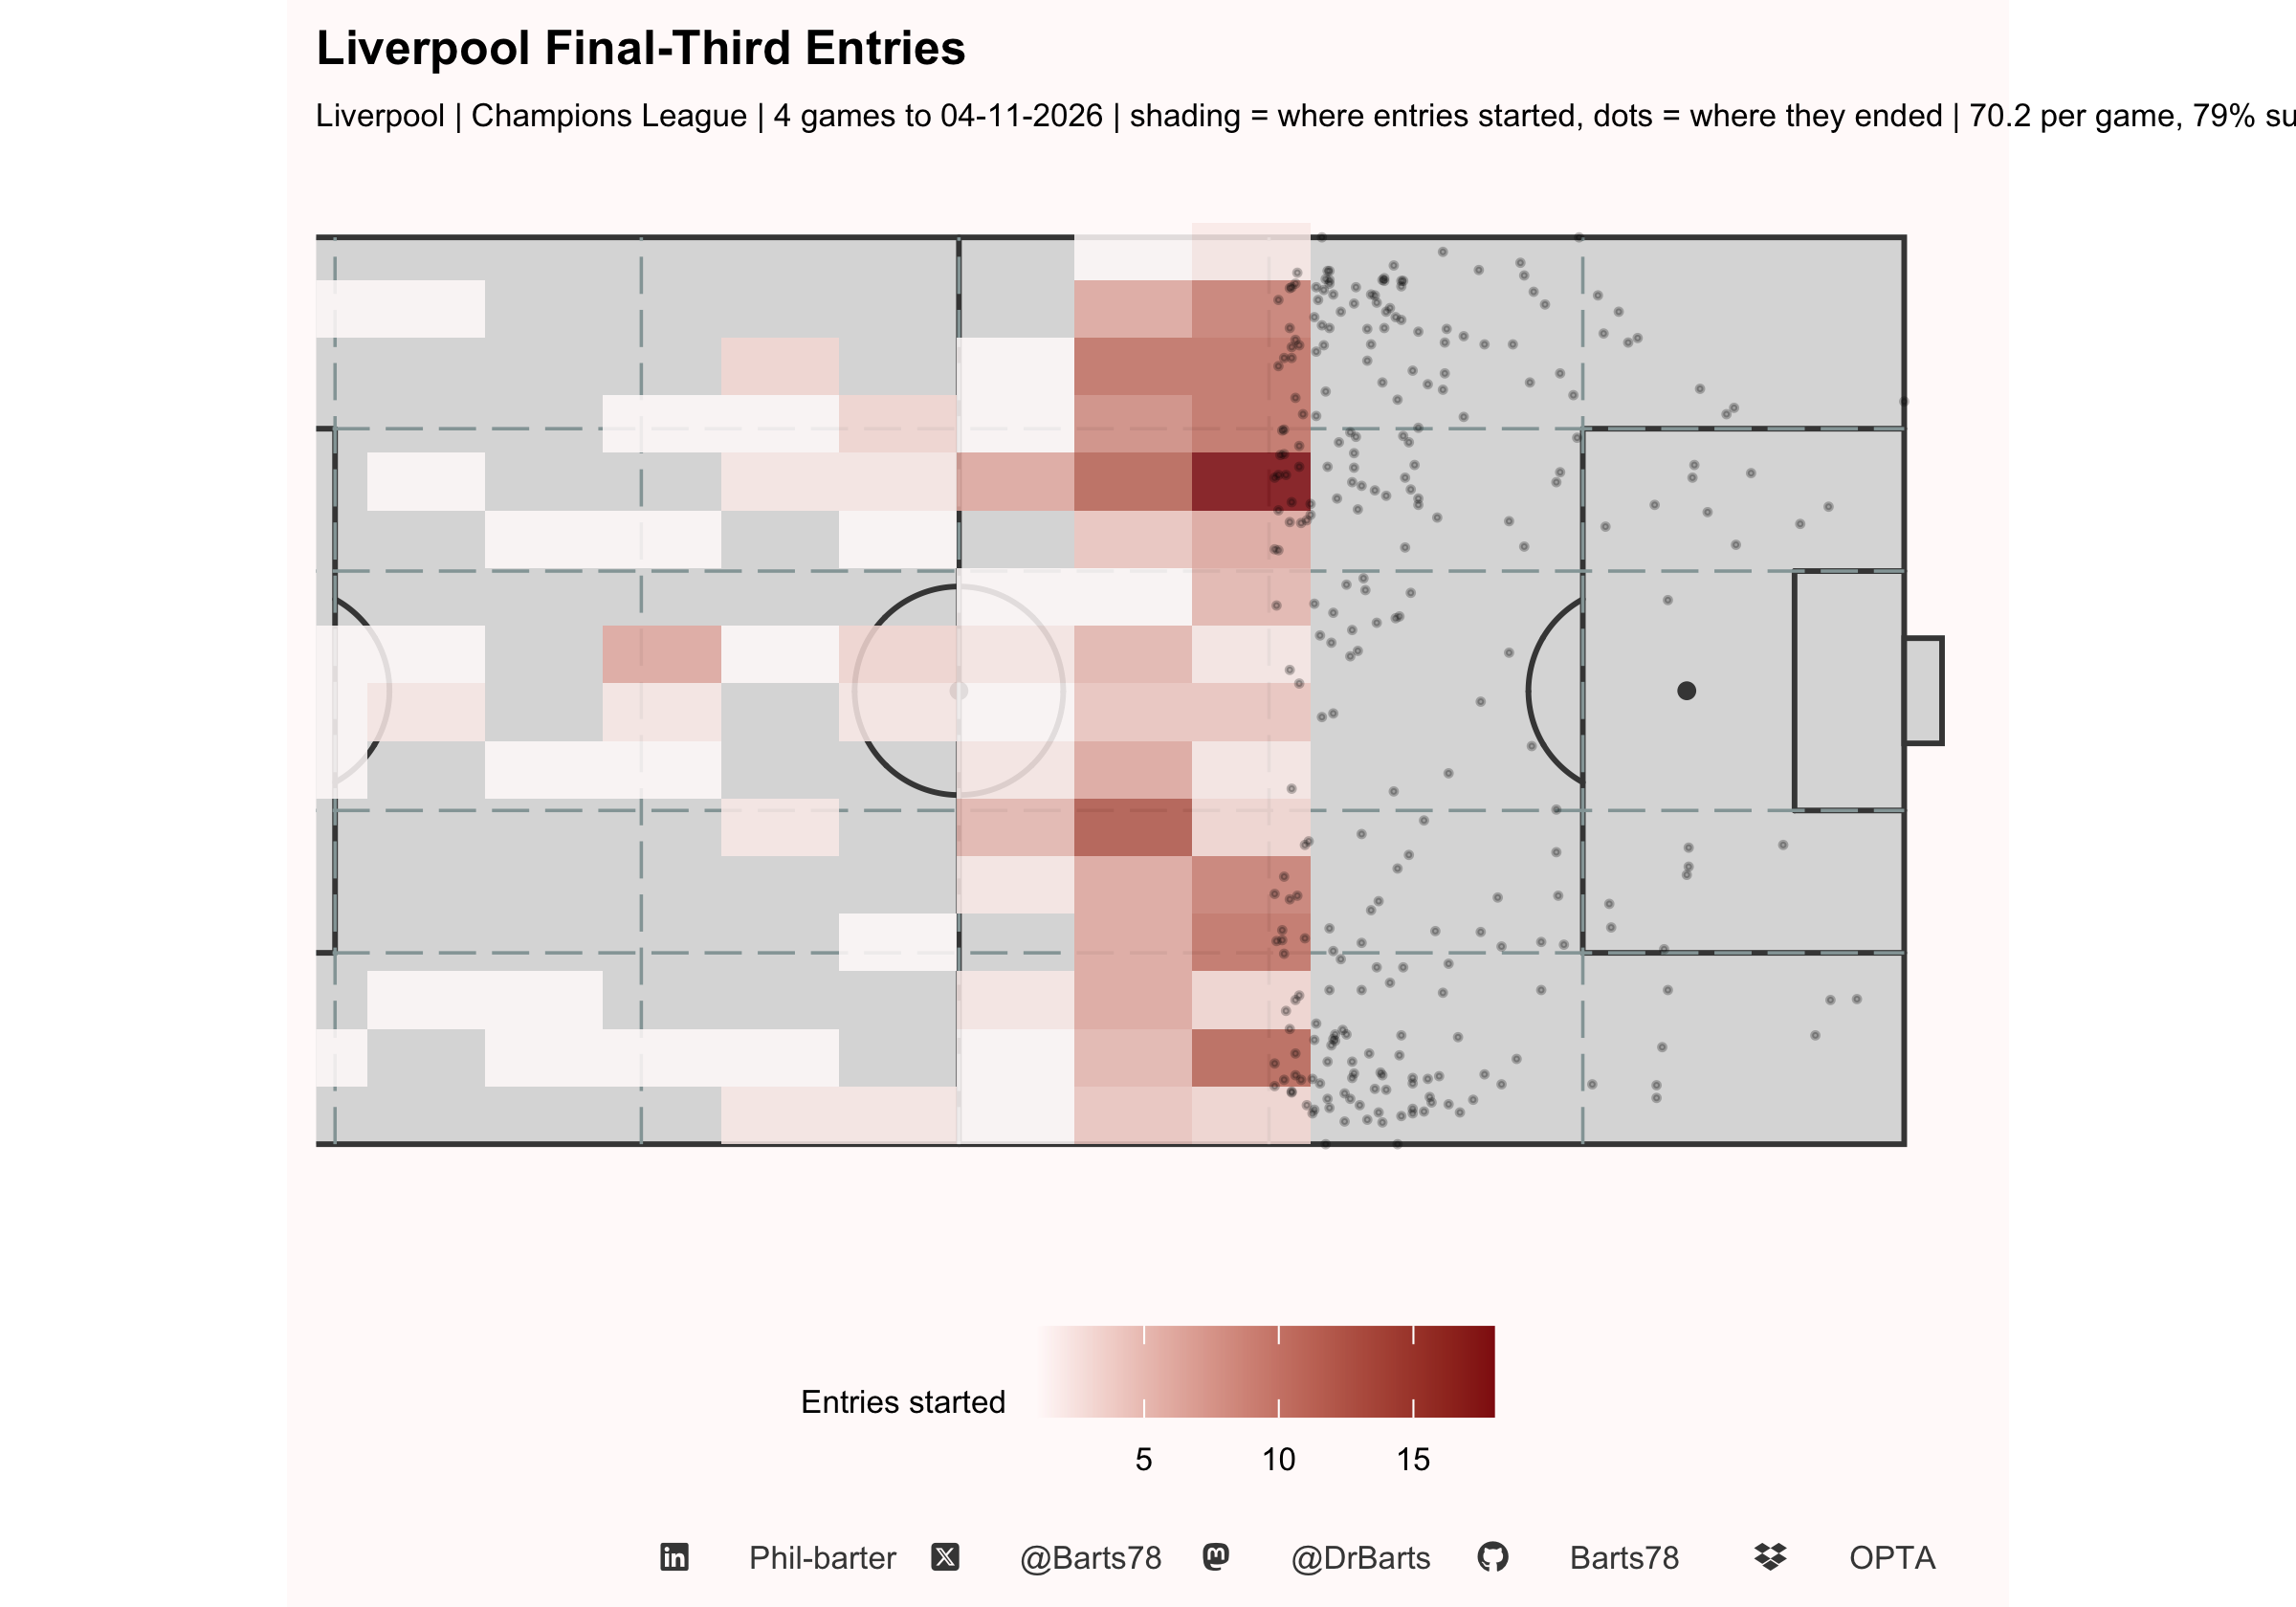 Liverpool Final-Third Entries
Liverpool | Champions League | 4 games to 04-11-2026 | shading = where entries started, dots = where they ended | 70.2 per game, 79% su
Entries started
5 10 15
Phil-barter @Barts78 @DrBarts Barts78 OPTA